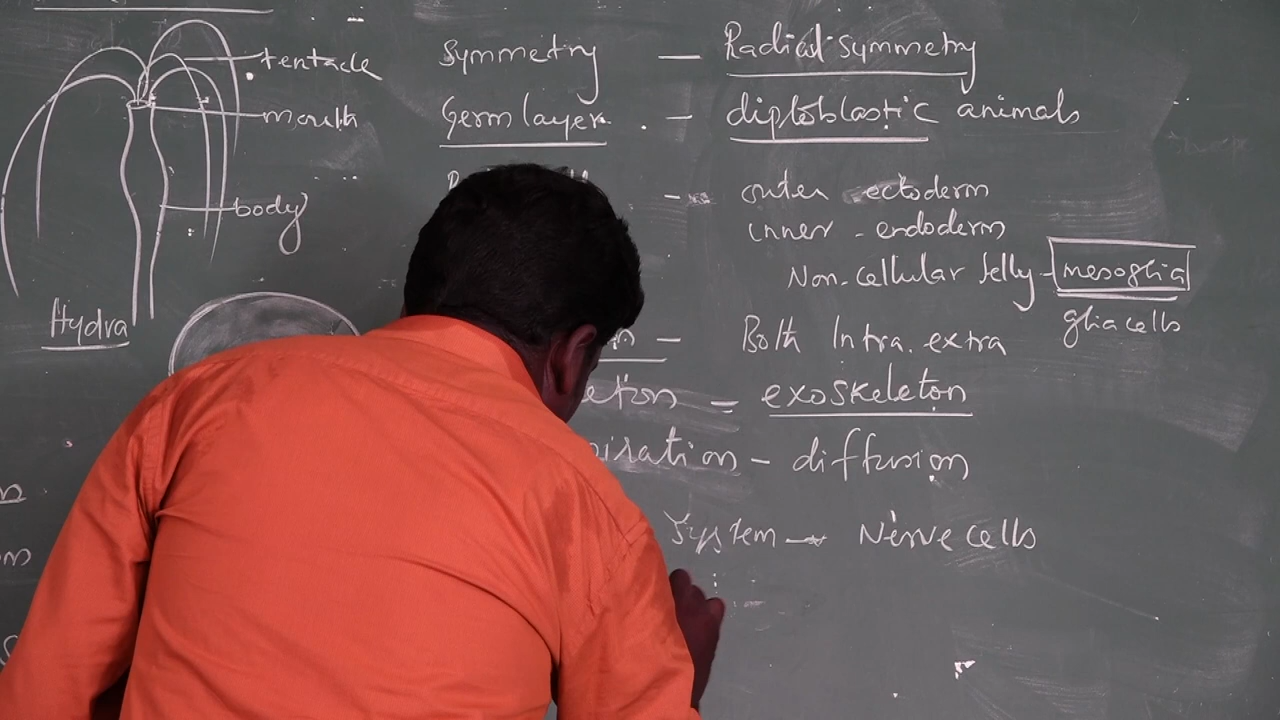 tentacle
mouth
body
Hydra
Symmetry — Radial symmetry
Germ layer. — diploblastic animals
— outer ectoderm
inner - endoderm
Non-cellular Jelly - mesoglia
glia cells
— Both Intra. extra
= exoskeleton
- diffusion
System — Nerve cells